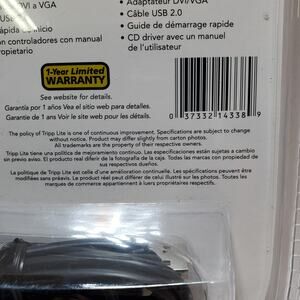 DVI a VGA
Adaptateur DVI/VGA
• Câble USB 2.0
rápida de inicio
• Guide de démarrage rapide
con controladores con manual
• CD driver avec un manuel
propietario
de l'utilisateur
1-Year Limited
WARRANTY
See website for details.
Garantía por 1 años Vea el sitio web para los detalles.
Garantie de 1 ans Voir le site web pour les détails.
0 37332 14338 9
The policy of Tripp Lite is one of continuous improvement. Specifications are subject to change
without notice. Product may differ slightly from carton photos.
All trademarks are the property of their respective owners.
Tripp Lite tiene una política de mejoramiento continuo. Las especificaciones están sujetas a cambio
sin previo aviso. El producto real diferir de la fotografía de la caja. Todas las marcas con propiedad
de sus respectivos dueños.
La politique de Tripp Lite est celle d'une amélioration continuelle. Les spécifications peuvent être
modifiées sans préavis. Le produit réel peut différer de celui illustré sur l'emballage. Toutes les
marques de commerce appartiennent à leurs propriétaires respectifs.